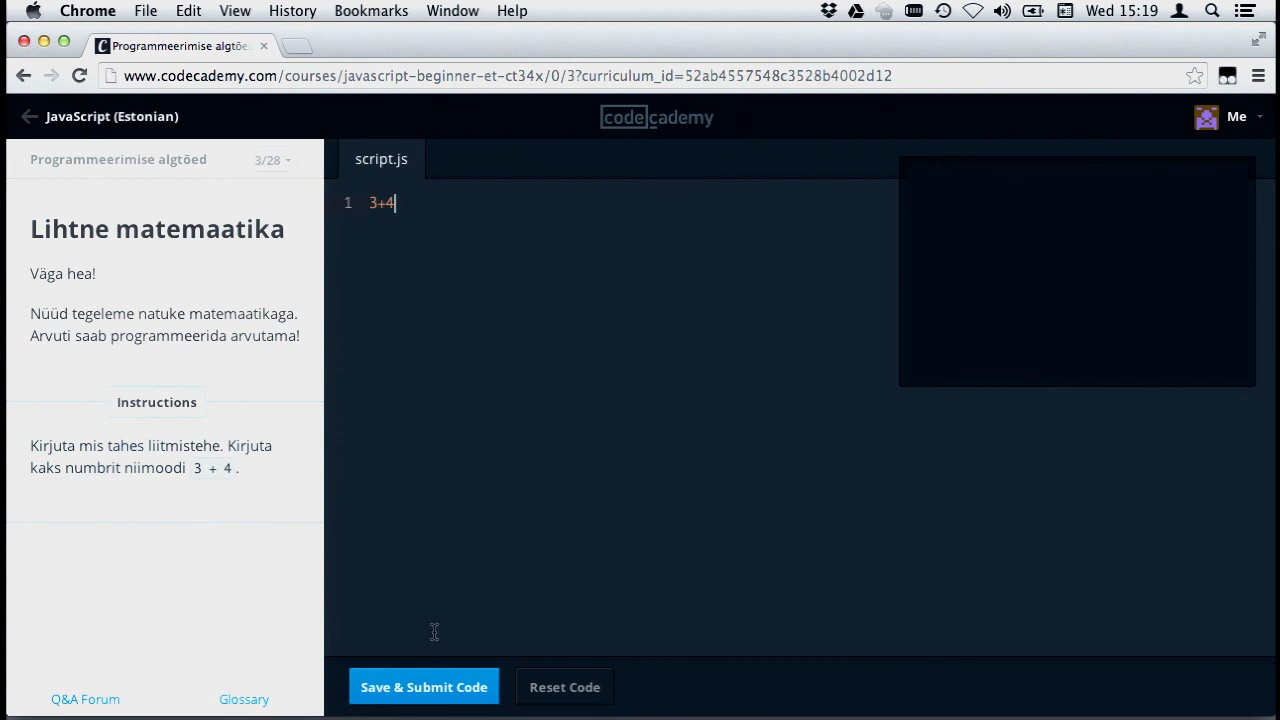 Chrome File Edit View History Bookmarks Window Help Wed 15:19
Programmeerimise algtõe
www.codecademy.com/courses/javascript-beginner-et-ct34x/0/3?curriculum_id=52ab4557548c3528b4002d12
JavaScript (Estonian) codecademy Me
Programmeerimise algtõed 3/28
script.js
1 3+4
Lihtne matemaatika
Väga hea!
Nüüd tegeleme natuke matemaatikaga.
Arvuti saab programmeerida arvutama!
Instructions
Kirjuta mis tahes liitmistehe. Kirjuta
kaks numbrit niimoodi 3 + 4 .
Q&A Forum Glossary
Save & Submit Code Reset Code